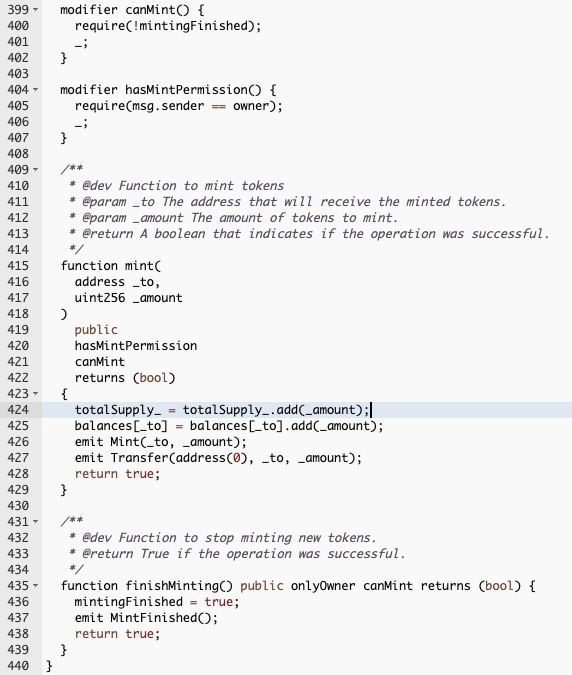 399 modifier canMint() {
400 require(!mintingFinished);
401 _;
402 }
403
404 modifier hasMintPermission() {
405 require(msg.sender == owner);
406 _;
407 }
408
409 /**
410 * @dev Function to mint tokens
411 * @param _to The address that will receive the minted tokens.
412 * @param _amount The amount of tokens to mint.
413 * @return A boolean that indicates if the operation was successful.
414 */
415 function mint(
416 address _to,
417 uint256 _amount
418 )
419 public
420 hasMintPermission
421 canMint
422 returns (bool)
423 {
424 totalSupply_ = totalSupply_.add(_amount);
425 balances[_to] = balances[_to].add(_amount);
426 emit Mint(_to, _amount);
427 emit Transfer(address(0), _to, _amount);
428 return true;
429 }
430
431 /**
432 * @dev Function to stop minting new tokens.
433 * @return True if the operation was successful.
434 */
435 function finishMinting() public onlyOwner canMint returns (bool) {
436 mintingFinished = true;
437 emit MintFinished();
438 return true;
439 }
440 }